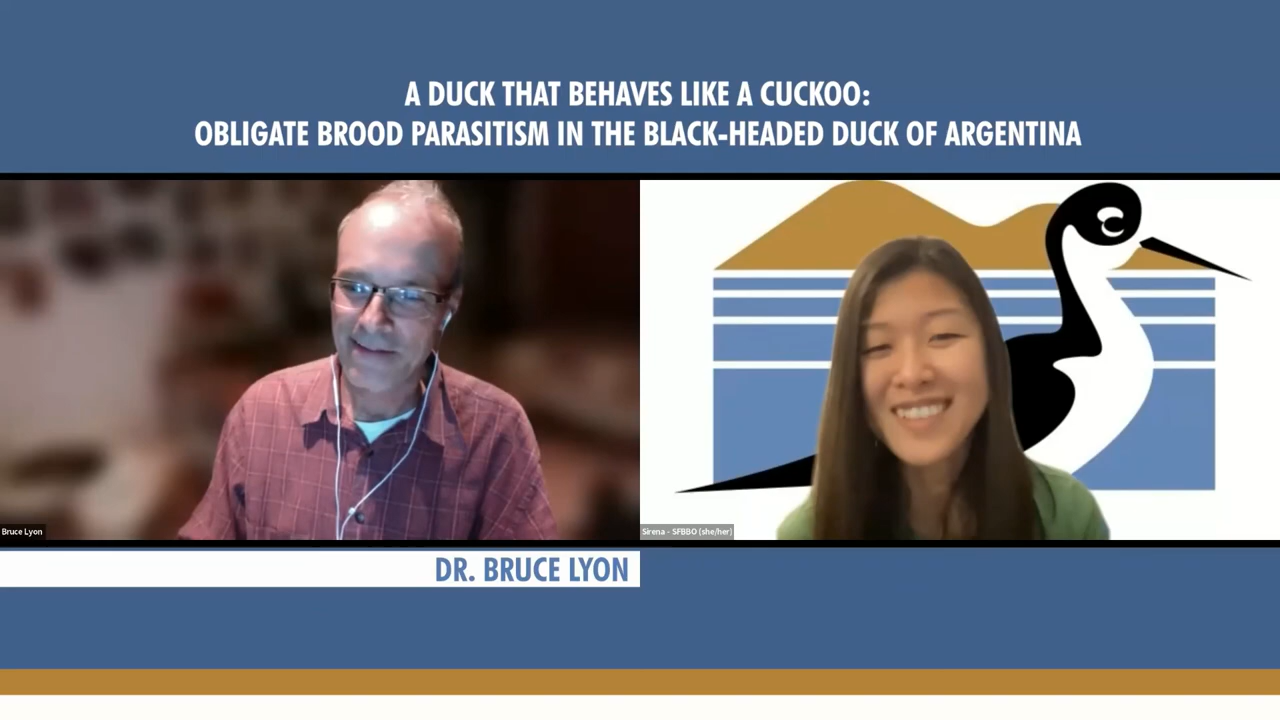 A DUCK THAT BEHAVES LIKE A CUCKOO:
OBLIGATE BROOD PARASITISM IN THE BLACK-HEADED DUCK OF ARGENTINA
Bruce Lyon
Sirena - SFBBO (she/her)
DR. BRUCE LYON